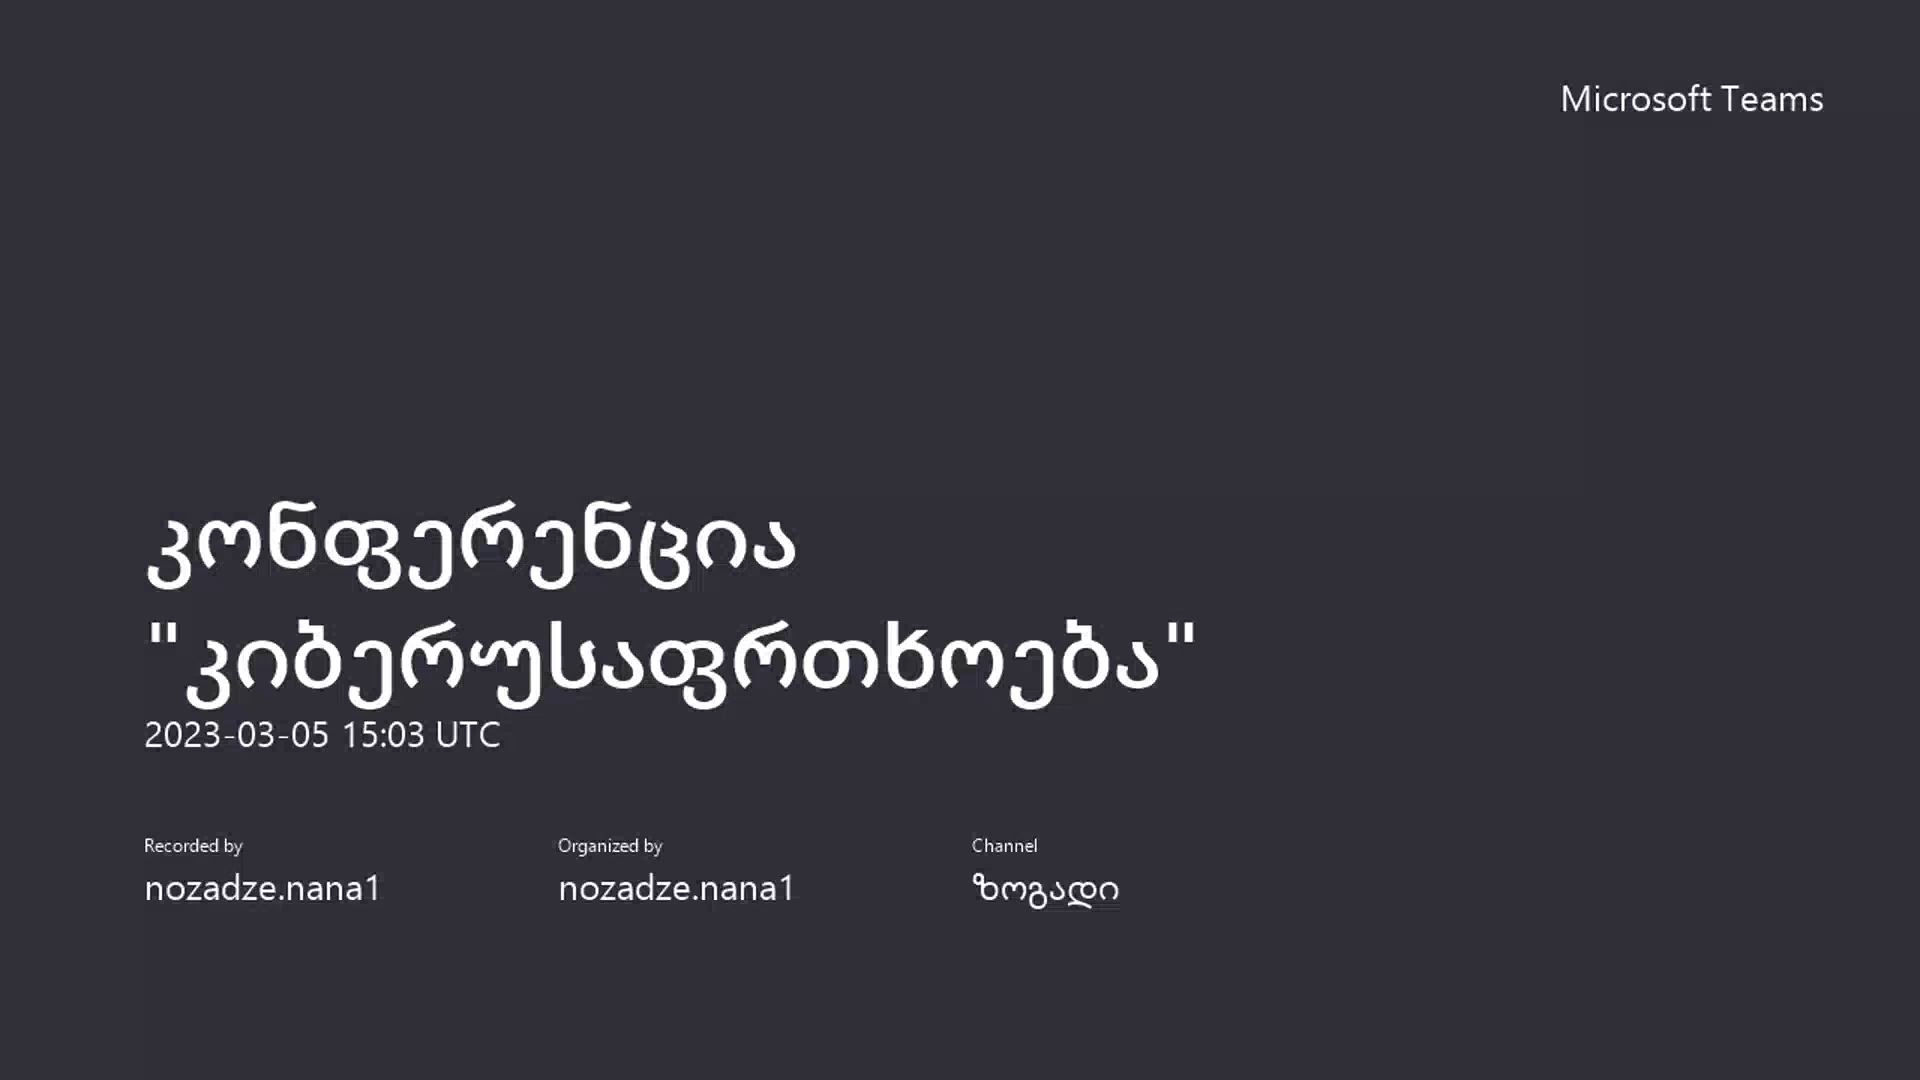 Microsoft Teams
კონფერენცია
"კიბერუსაფრთხოება"
2023-03-05 15:03 UTC
Recorded by
nozadze.nana1
Organized by
nozadze.nana1
Channel
ზოგადი